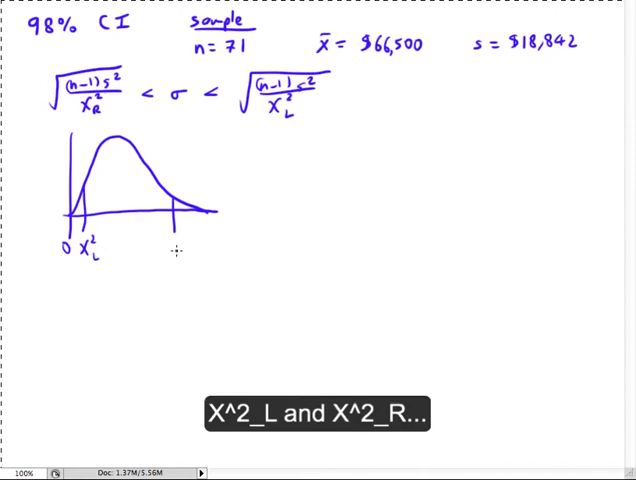 98% CI
sample
n = 71
x̄ = $66,500
s = $18,842
√((n-1)s²/X²_R) < σ < √((n-1)s²/X²_L)
0 X²_L
X^2_L and X^2_R...
100%
Doc: 1.37M/5.56M